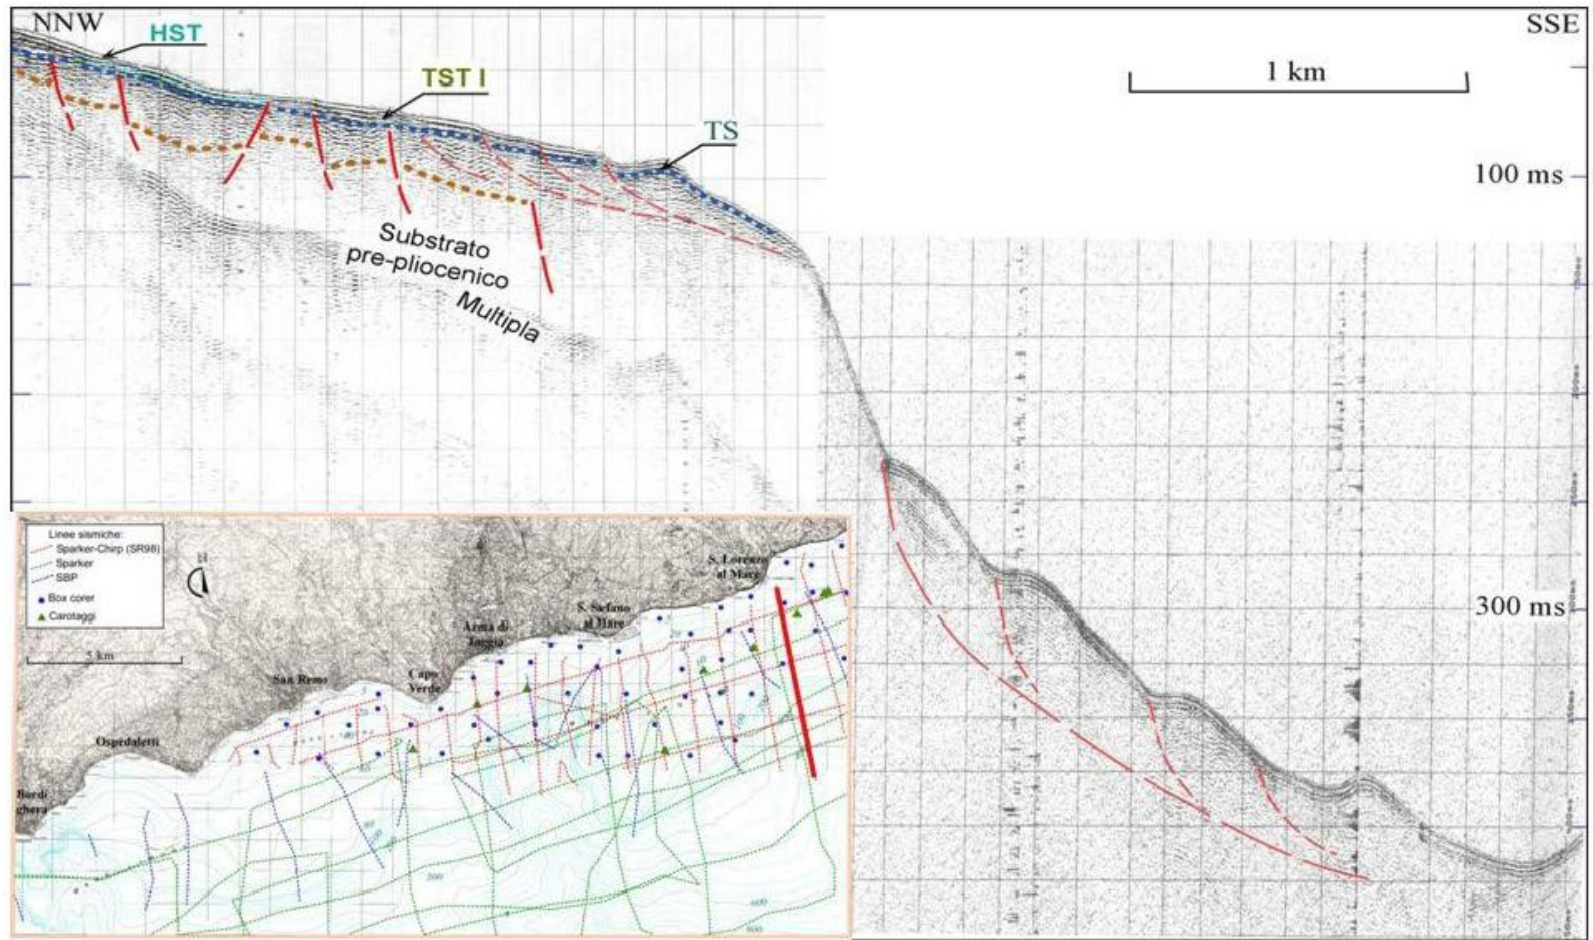 NNW
SSE
HST
1 km
TST I
TS
100 ms
Substrato
pre-pliocenico
Multipla
300 ms
Linee sismiche:
Sparker-Chirp (SR98)
Sparker
SBP
Box corer
Carotaggi
5 km
S. Lorenzo
al Mare
S. Stefano
al Mare
Arma di
Taggia
Capo
Verde
San Remo
Ospedaletti
Bordi
ghera